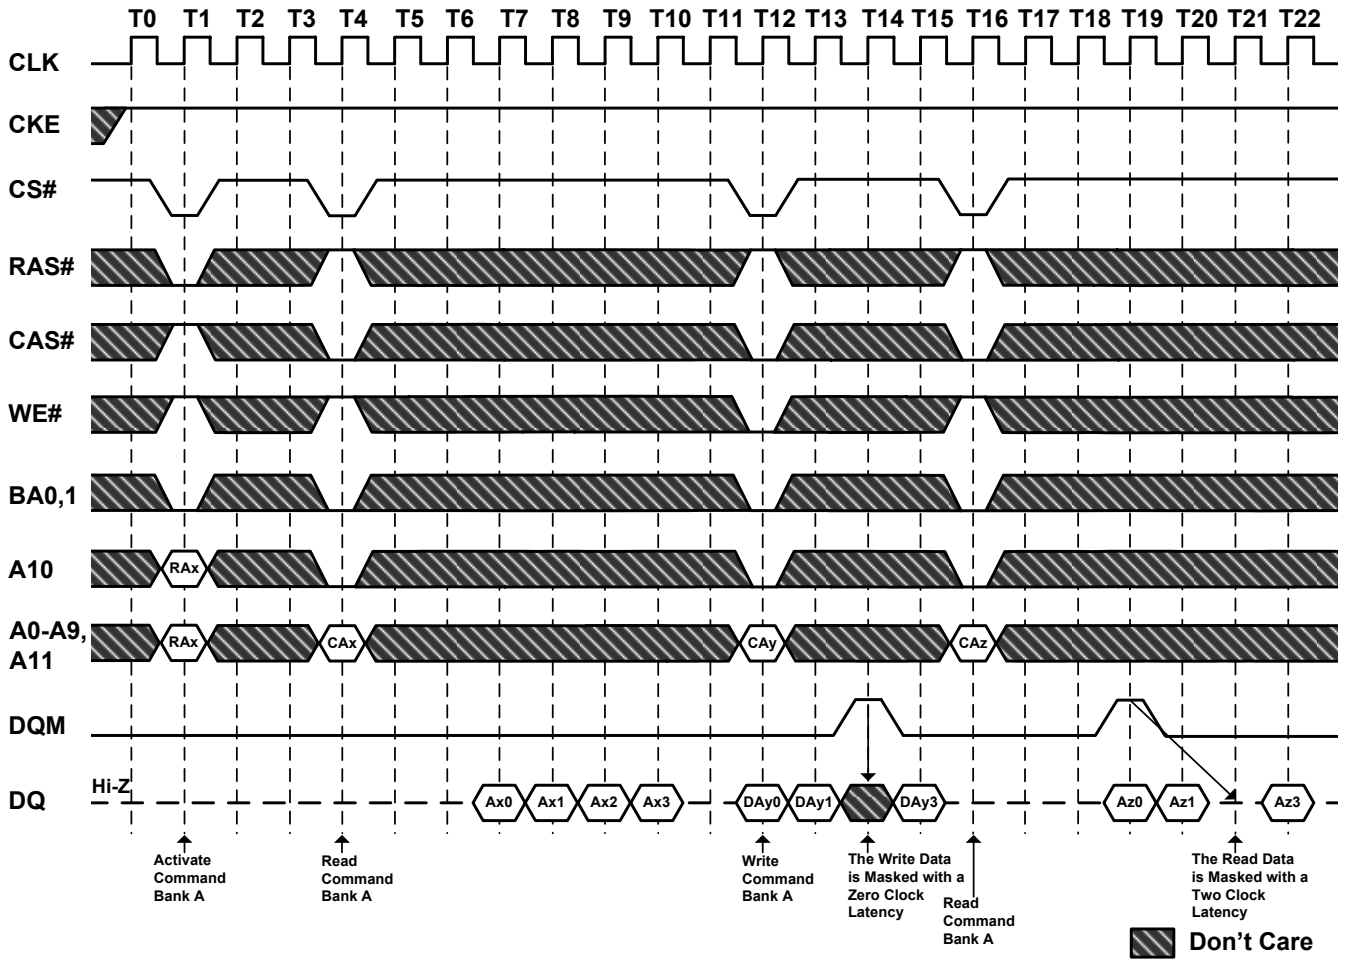 T0 T1 T2 T3 T4 T5 T6 T7 T8 T9 T10 T11 T12 T13 T14 T15 T16 T17 T18 T19 T20 T21 T22
CLK
CKE
CS#
RAS#
CAS#
WE#
BA0,1
A10 RAx
A0-A9,
A11
RAx CAx CAy CAz
DQM
Hi-Z
DQ
Ax0 Ax1 Ax2 Ax3 DAy0 DAy1 DAy3 Az0 Az1 Az3
Activate
Command
Bank A
Read
Command
Bank A
Write
Command
Bank A
The Write Data
is Masked with a
Zero Clock
Latency
Read
Command
Bank A
The Read Data
is Masked with a
Two Clock
Latency
Don't Care